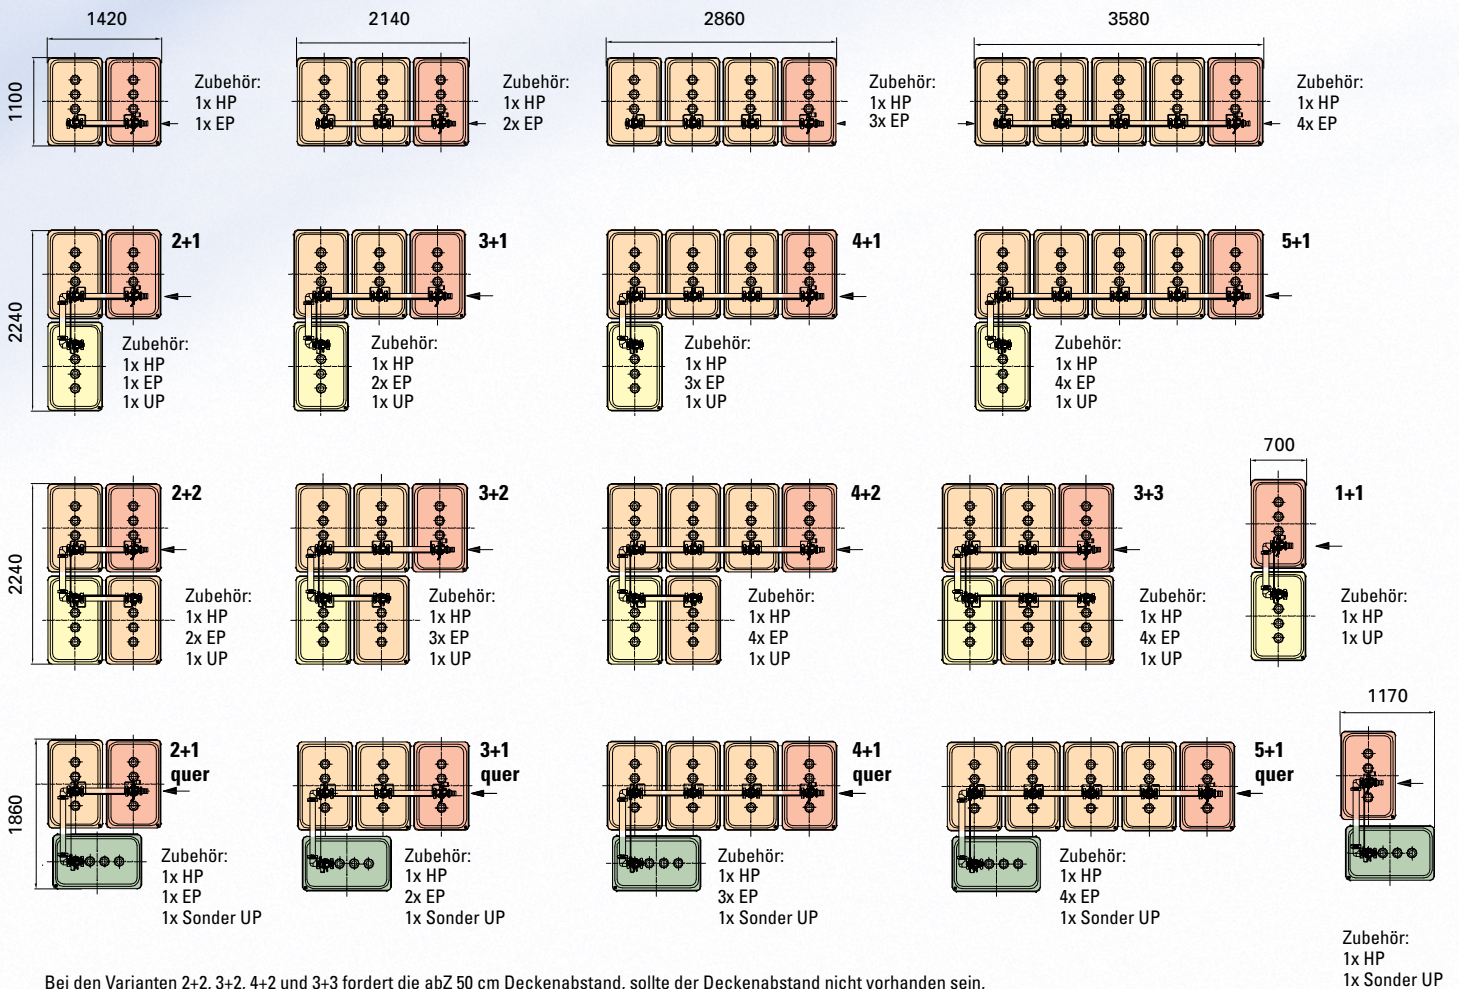 1420
2140
2860
3580
1100
Zubehör:
1x HP
1x EP
Zubehör:
1x HP
2x EP
Zubehör:
1x HP
3x EP
Zubehör:
1x HP
4x EP
2240
2+1
Zubehör:
1x HP
1x EP
1x UP
3+1
Zubehör:
1x HP
2x EP
1x UP
4+1
Zubehör:
1x HP
3x EP
1x UP
5+1
Zubehör:
1x HP
4x EP
1x UP
2240
2+2
Zubehör:
1x HP
2x EP
1x UP
3+2
Zubehör:
1x HP
3x EP
1x UP
4+2
Zubehör:
1x HP
4x EP
1x UP
3+3
Zubehör:
1x HP
4x EP
1x UP
700
1+1
Zubehör:
1x HP
1x UP
1860
2+1
quer
Zubehör:
1x HP
1x EP
1x Sonder UP
3+1
quer
Zubehör:
1x HP
2x EP
1x Sonder UP
4+1
quer
Zubehör:
1x HP
3x EP
1x Sonder UP
5+1
quer
Zubehör:
1x HP
4x EP
1x Sonder UP
1170
Zubehör:
1x HP
1x Sonder UP
Bei den Varianten 2+2, 3+2, 4+2 und 3+3 fordert die abZ 50 cm Deckenabstand, sollte der Deckenabstand nicht vorhanden sein,